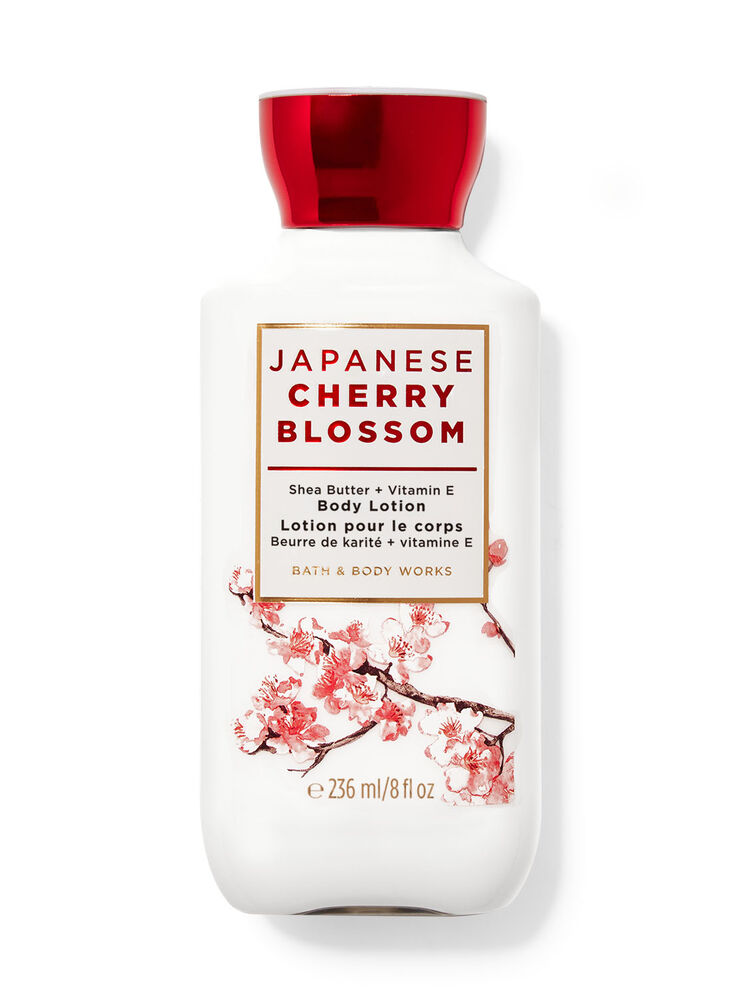 JAPANESE
CHERRY
BLOSSOM
Shea Butter + Vitamin E
Body Lotion
Lotion pour le corps
Beurre de karité + vitamine E
BATH & BODY WORKS
℮ 236 ml/8 fl oz